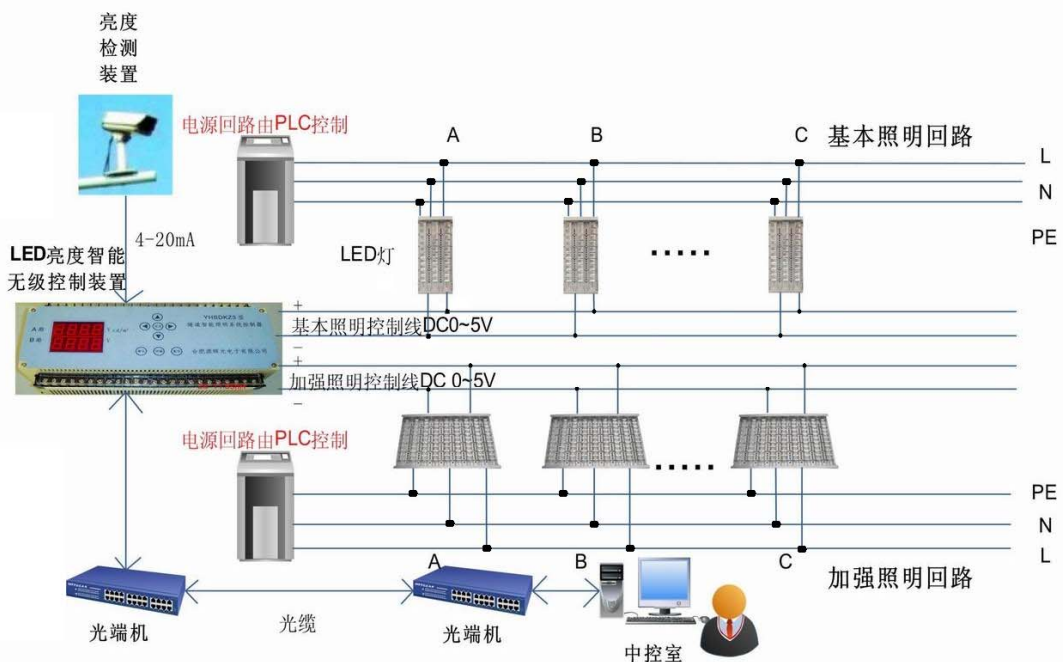 亮度
检测
装置
电源回路由PLC控制
A
B
C
基本照明回路
L
N
PE
4-20mA
LED亮度智能
无级控制装置
LED灯
+
基本照明控制线DC0~5V
−
+
加强照明控制线DC 0~5V
−
电源回路由PLC控制
PE
N
L
A
B
C
加强照明回路
光端机
光缆
光端机
中控室